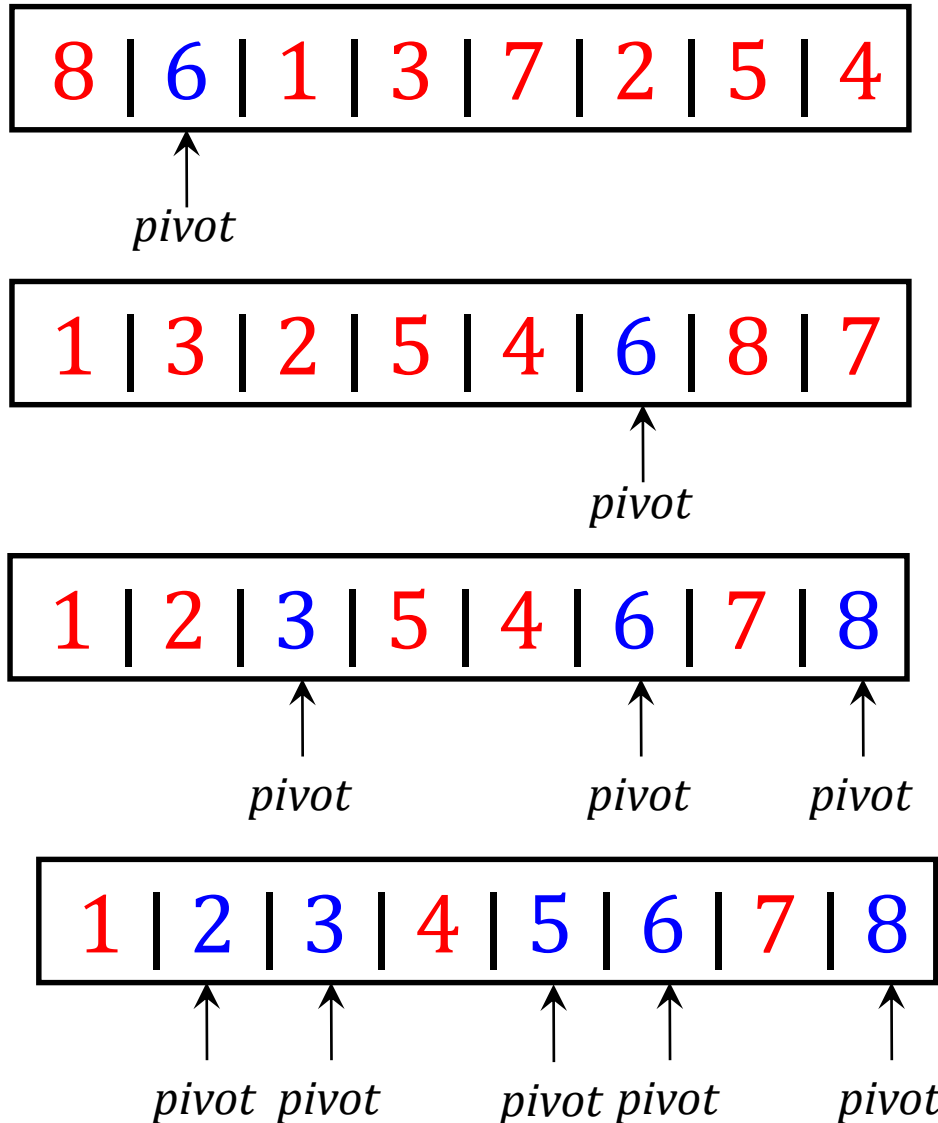 8 | 6 | 1 | 3 | 7 | 2 | 5 | 4
pivot
1 | 3 | 2 | 5 | 4 | 6 | 8 | 7
pivot
1 | 2 | 3 | 5 | 4 | 6 | 7 | 8
pivot pivot pivot
1 | 2 | 3 | 4 | 5 | 6 | 7 | 8
pivot pivot pivot pivot pivot